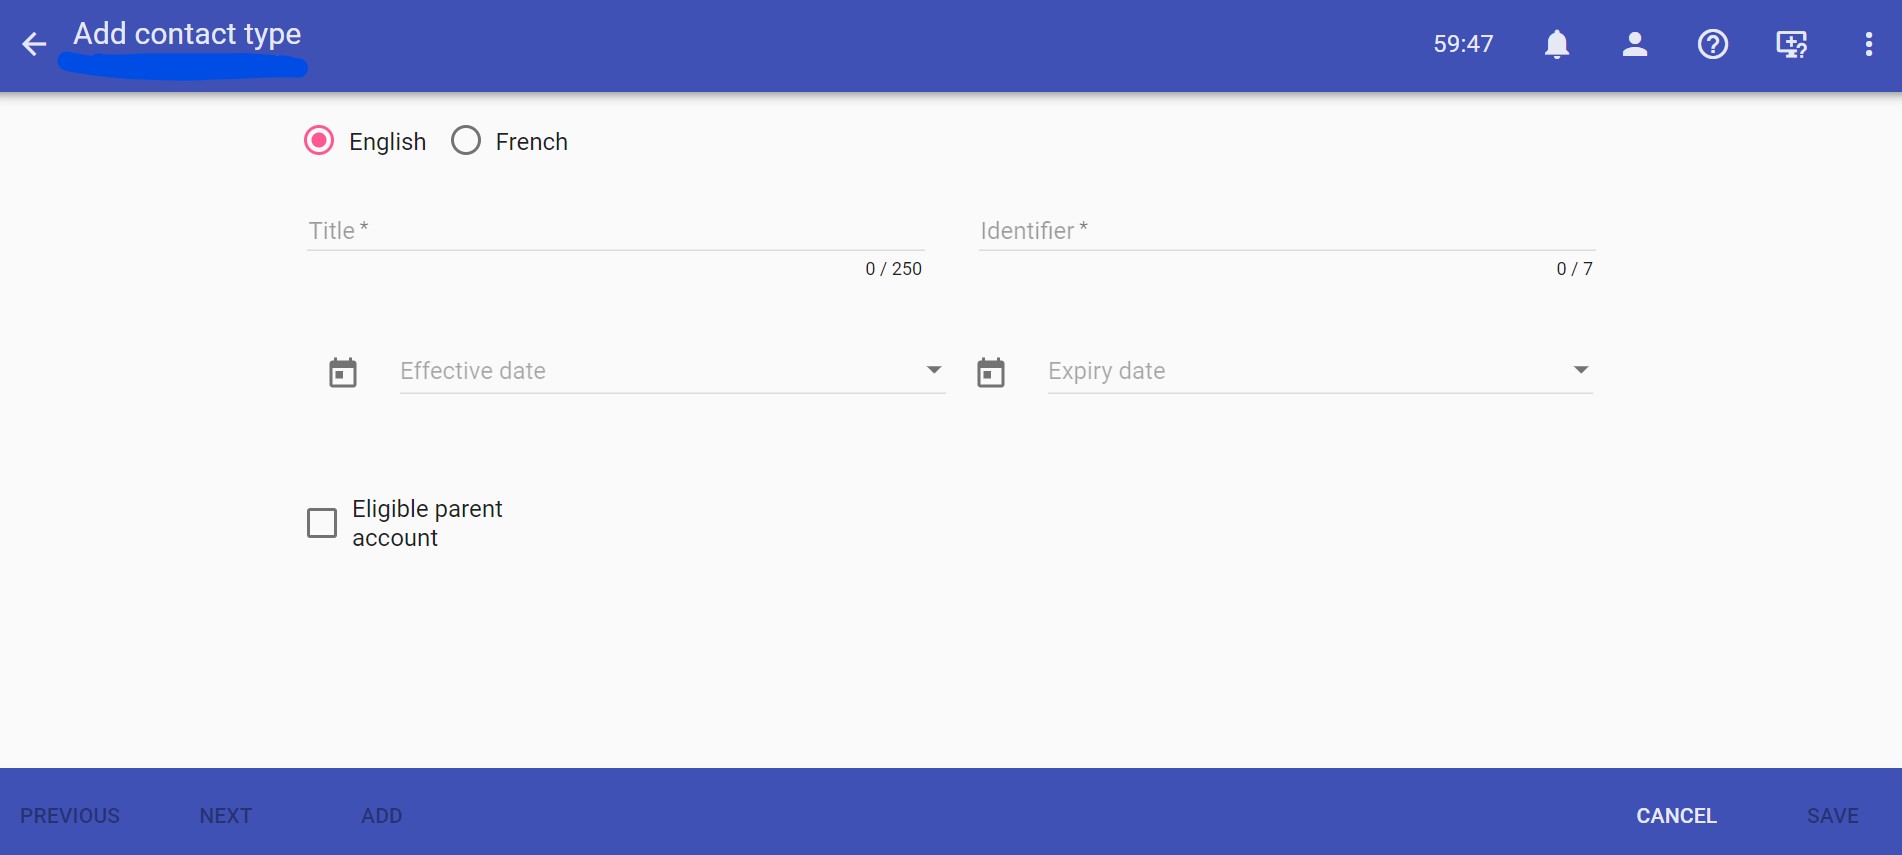 Add contact type
59:47
English French
Title * Identifier *
0 / 250 0 / 7
Effective date Expiry date
Eligible parent
account
PREVIOUS NEXT ADD CANCEL SAVE